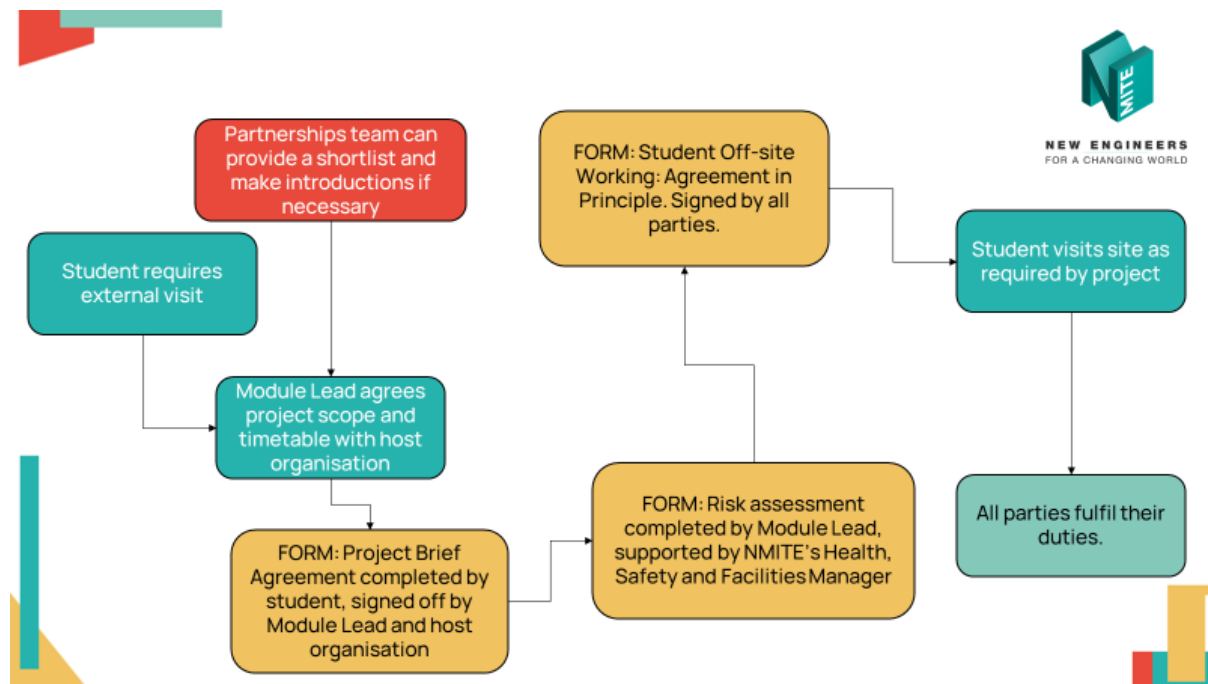 Partnerships team can
provide a shortlist and
make introductions if
necessary
Student requires
external visit
Module Lead agrees
project scope and
timetable with host
organisation
FORM: Project Brief
Agreement completed by
student, signed off by
Module Lead and host
organisation
FORM: Risk assessment
completed by Module Lead,
supported by NMITE's Health,
Safety and Facilities Manager
FORM: Student Off-site
Working: Agreement in
Principle. Signed by all
parties.
Student visits site as
required by project
All parties fulfil their
duties.
NMITE
NEW ENGINEERS
FOR A CHANGING WORLD